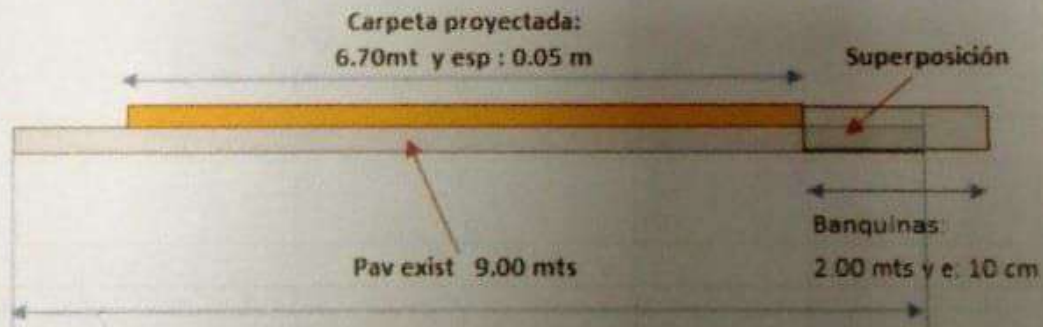 Carpeta proyectada:
6.70mt y esp : 0.05 m
Superposición
Banquinas:
Pav exist 9,00 mts
2.00 mts y e: 10 cm